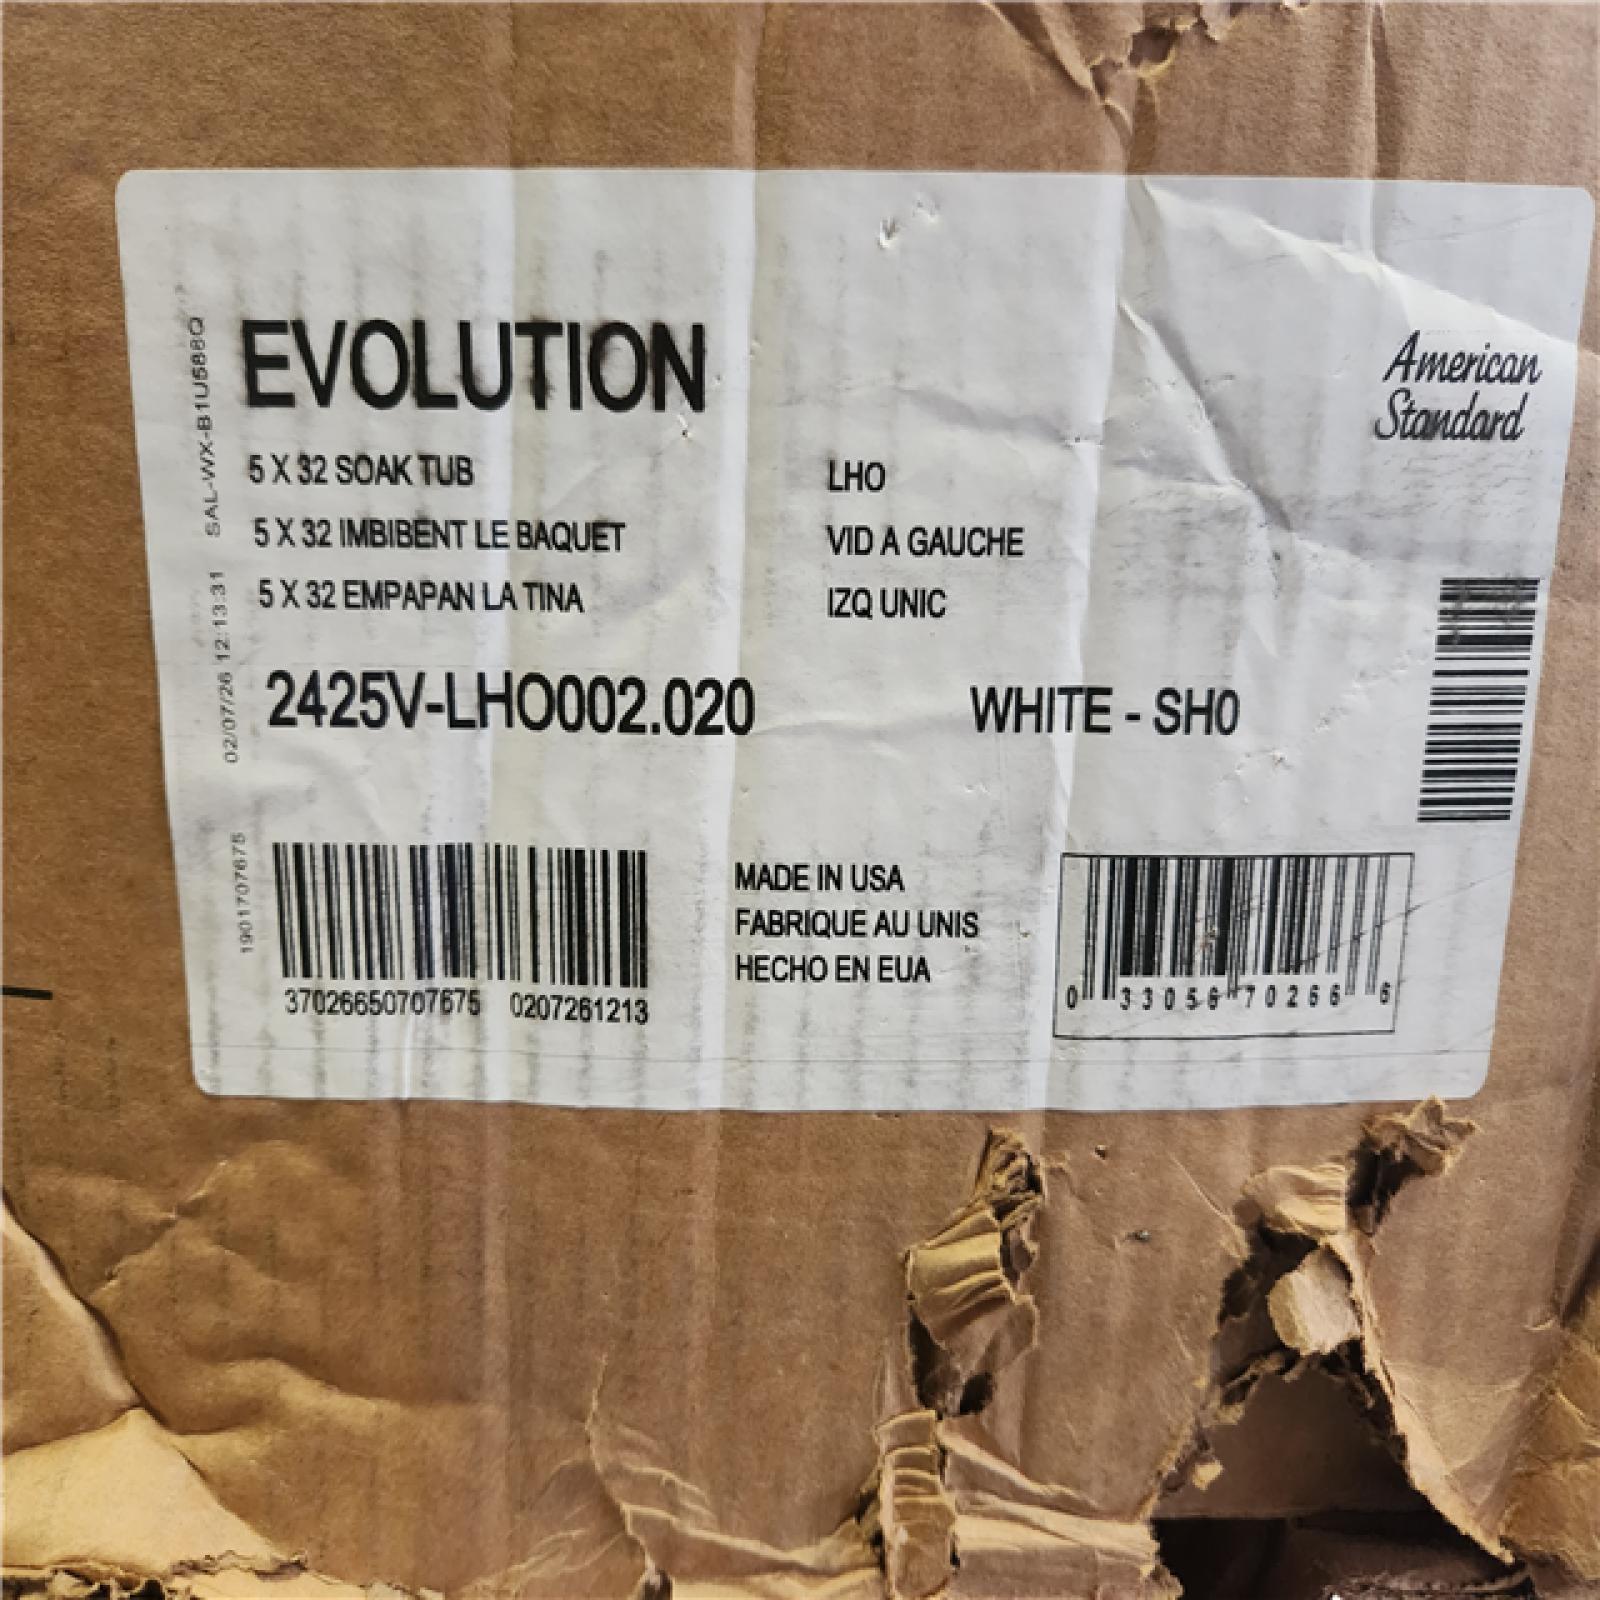 EVOLUTION
American
Standard
5 X 32 SOAK TUB
LHO
5 X 32 IMBIBENT LE BAQUET
VID A GAUCHE
5 X 32 EMPAPAN LA TINA
IZQ UNIC
2425V-LHO002.020
WHITE - SH0
1901707675 02/07/26 12:13:31 SAL-WX-B1U586Q
37026650707675 0207261213
MADE IN USA
FABRIQUE AU UNIS
HECHO EN EUA
0 33056 70266 6